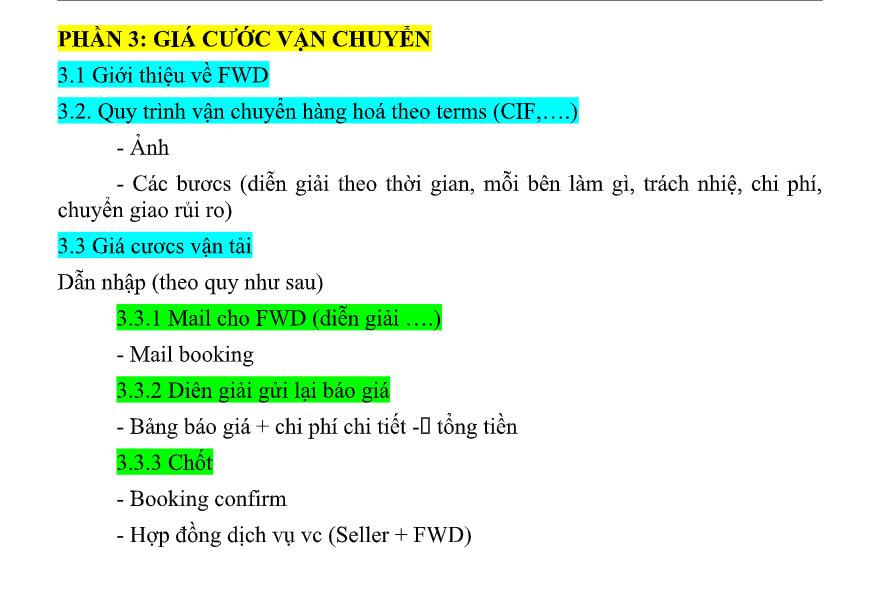 PHẦN 3: GIÁ CƯỚC VẬN CHUYỂN
3.1 Giới thiệu về FWD
3.2. Quy trình vận chuyển hàng hoá theo terms (CIF,….)
- Ảnh
- Các bươcs (diễn giải theo thời gian, mỗi bên làm gì, trách nhiệ, chi phí,
chuyển giao rủi ro)
3.3 Giá cươcs vận tải
Dẫn nhập (theo quy như sau)
3.3.1 Mail cho FWD (diễn giải ….)
- Mail booking
3.3.2 Diên giải gửi lại báo giá
- Bảng báo giá + chi phí chi tiết -▯ tổng tiền
3.3.3 Chốt
- Booking confirm
- Hợp đồng dịch vụ vc (Seller + FWD)